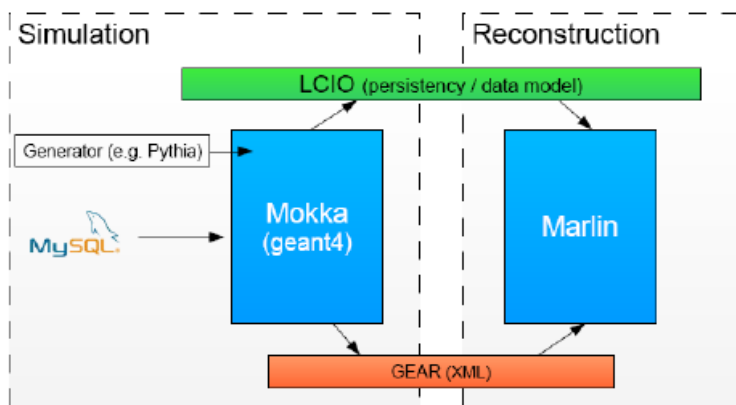 Simulation
Reconstruction
LCIO (persistency / data model)
Generator (e.g. Pythia)
Mokka
(geant4)
Marlin
MySQL
GEAR (XML)